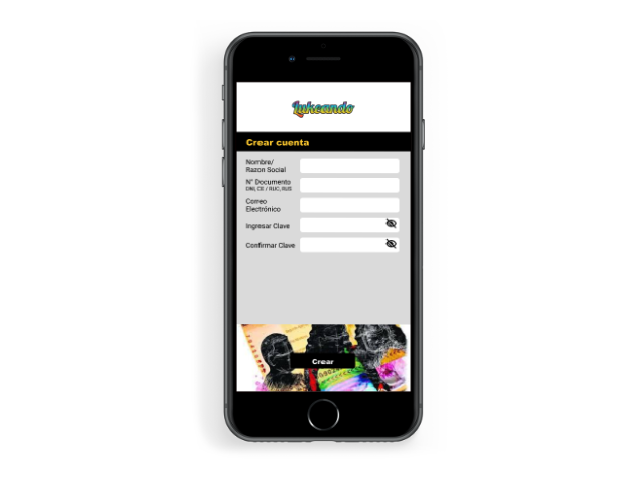 Lukeando
Crear cuenta
Nombre/
Razon Social
N° Documento
DNI, CE / RUC, RUS
Correo
Electrónico
Ingresar Clave
Confirmar Clave
Crear